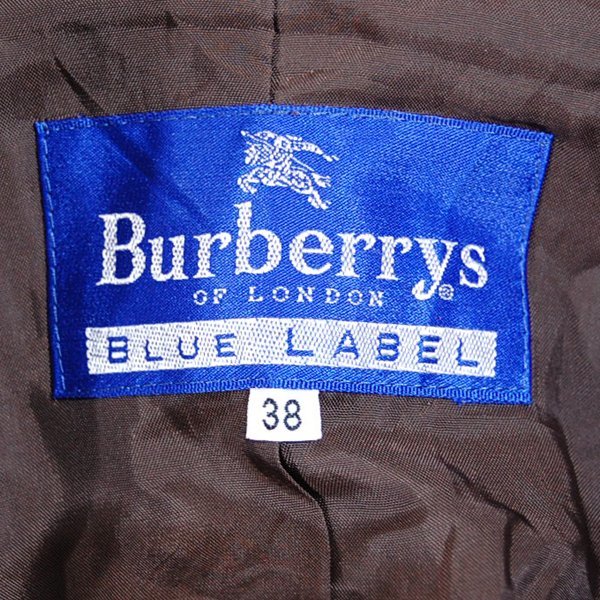 Burberrys®
OF LONDON
BLUE LABEL
38